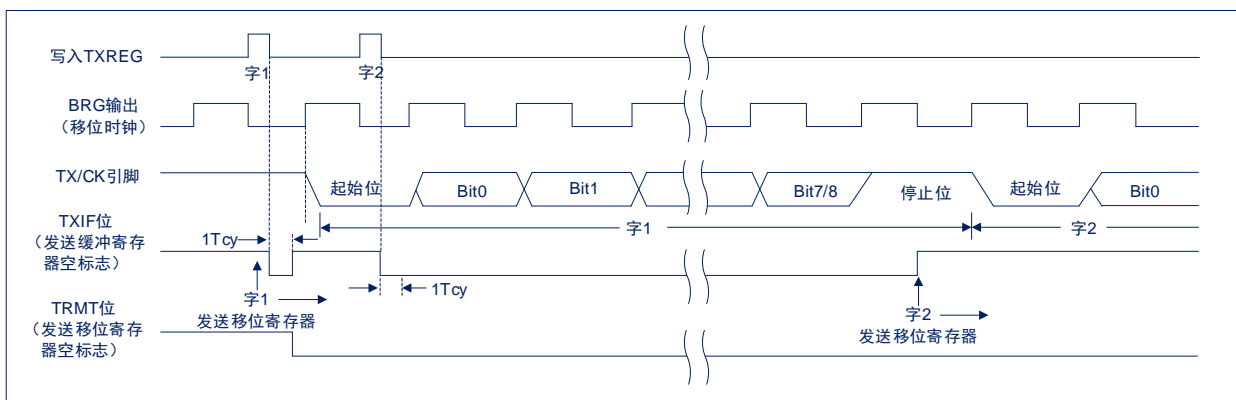 写入TXREG
字1
字2
BRG输出
（移位时钟）
TX/CK引脚
起始位
Bit0
Bit1
Bit7/8
停止位
起始位
Bit0
TXIF位
（发送缓冲寄存
器空标志）
1Tcy
字1
字2
1Tcy
字1
发送移位寄存器
字2
发送移位寄存器
TRMT位
（发送移位寄存
器空标志）